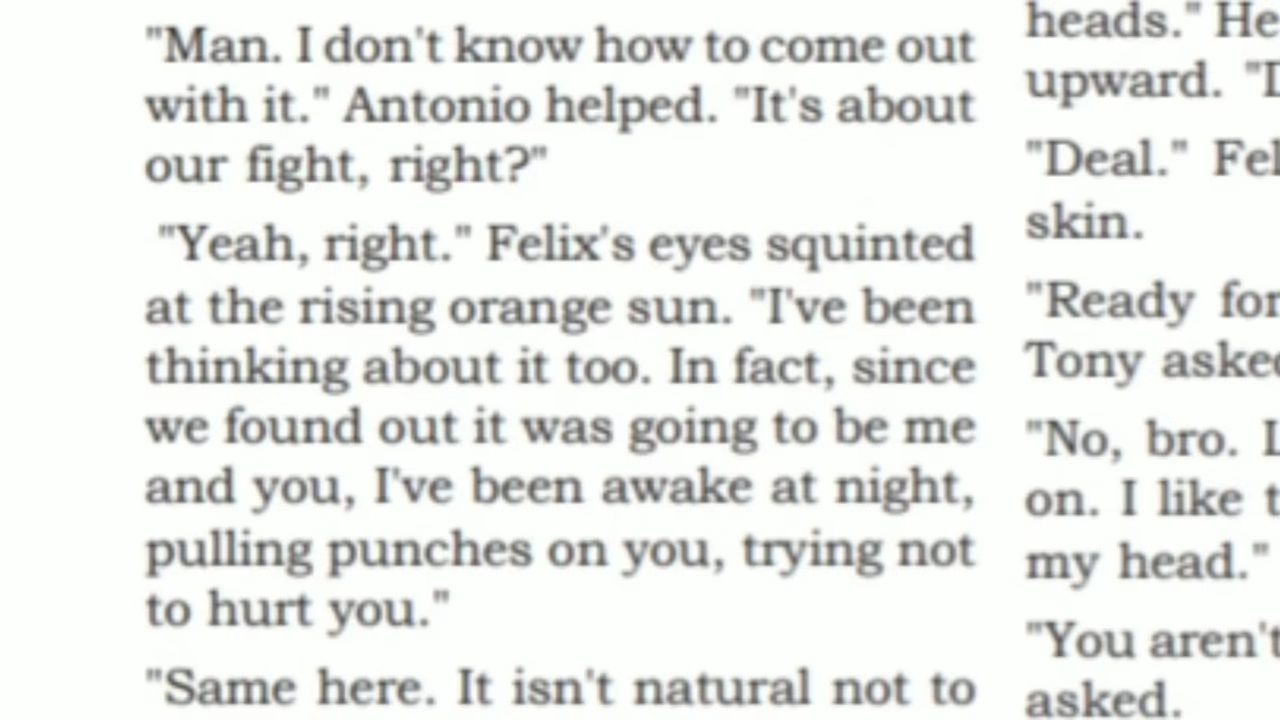 "Man. I don't know how to come out
with it." Antonio helped. "It's about
our fight, right?"
"Yeah, right." Felix's eyes squinted
at the rising orange sun. "I've been
thinking about it too. In fact, since
we found out it was going to be me
and you, I've been awake at night,
pulling punches on you, trying not
to hurt you."
"Same here. It isn't natural not to
heads." He
upward.
"Deal."
skin.
"Ready for
Tony asked
"No, bro.
on. I like
my head."
"You aren't
asked.